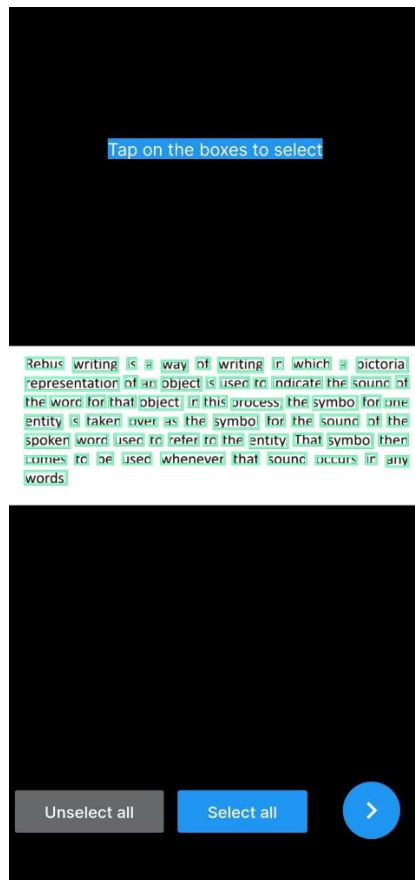 Tap on the boxes to select
Rebus writing is a way of writing in which a pictorial
representation of an object is used to indicate the sound of
the word for that object. In this process, the symbol for one
entity is taken over as the symbol for the sound of the
spoken word used to refer to the entity. That symbol then
comes to be used whenever that sound occurs in any
words.
Unselect all Select all